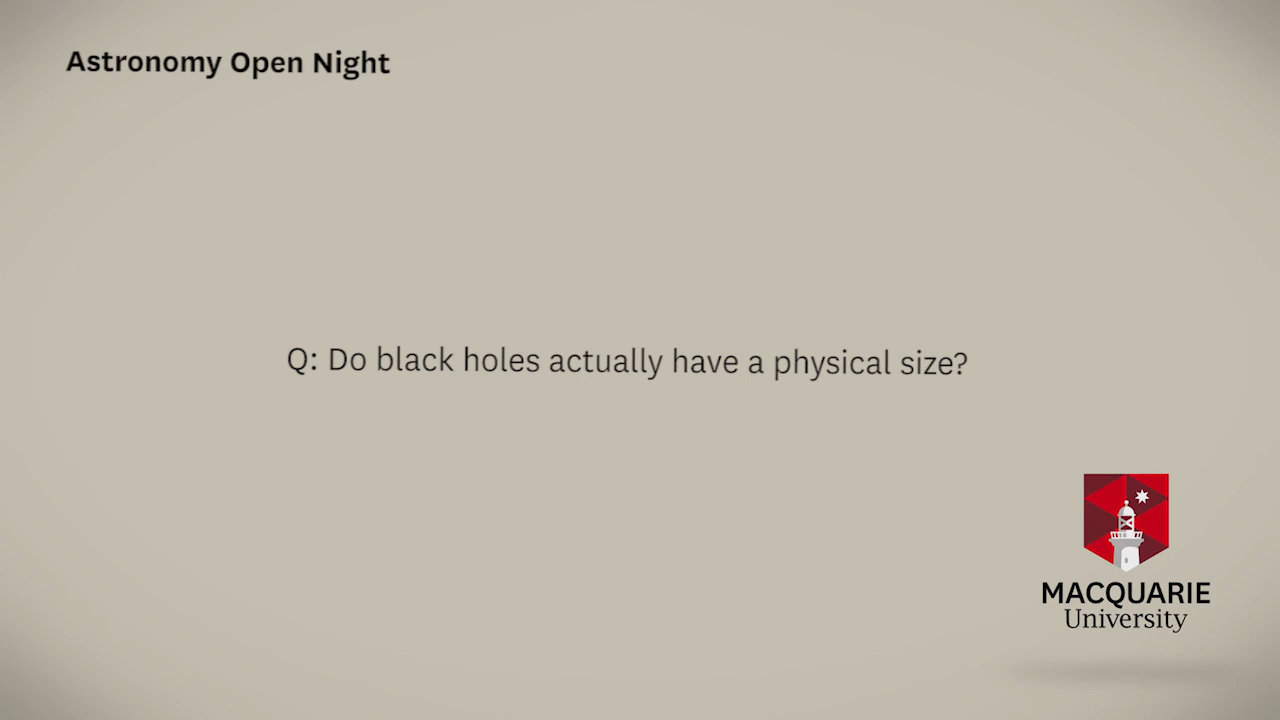 Astronomy Open Night
Q: Do black holes actually have a physical size?
MACQUARIE
University